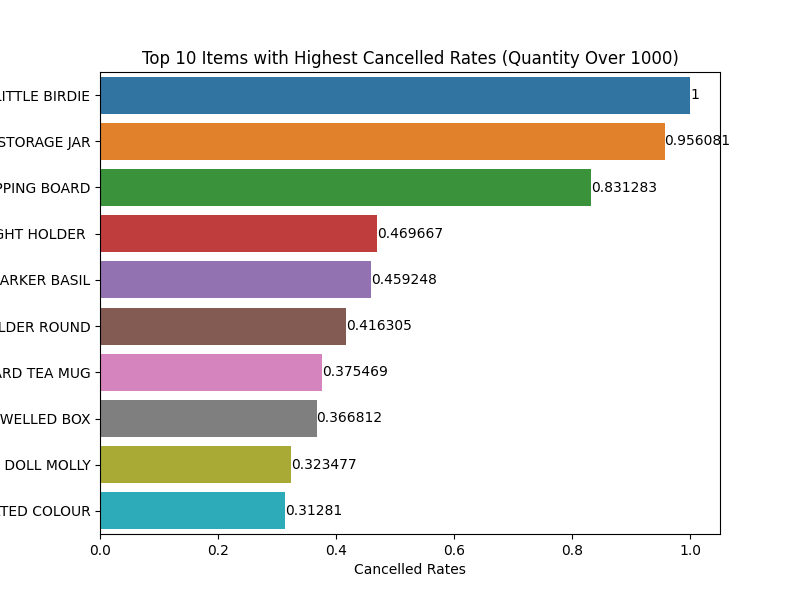 Top 10 Items with Highest Cancelled Rates (Quantity Over 1000)
LITTLE BIRDIE 1
STORAGE JAR 0.956081
PPING BOARD 0.831283
GHT HOLDER 0.469667
ARKER BASIL 0.459248
LDER ROUND 0.416305
ARD TEA MUG 0.375469
WELLED BOX 0.366812
DOLL MOLLY 0.323477
TED COLOUR 0.31281
0.0 0.2 0.4 0.6 0.8 1.0
Cancelled Rates